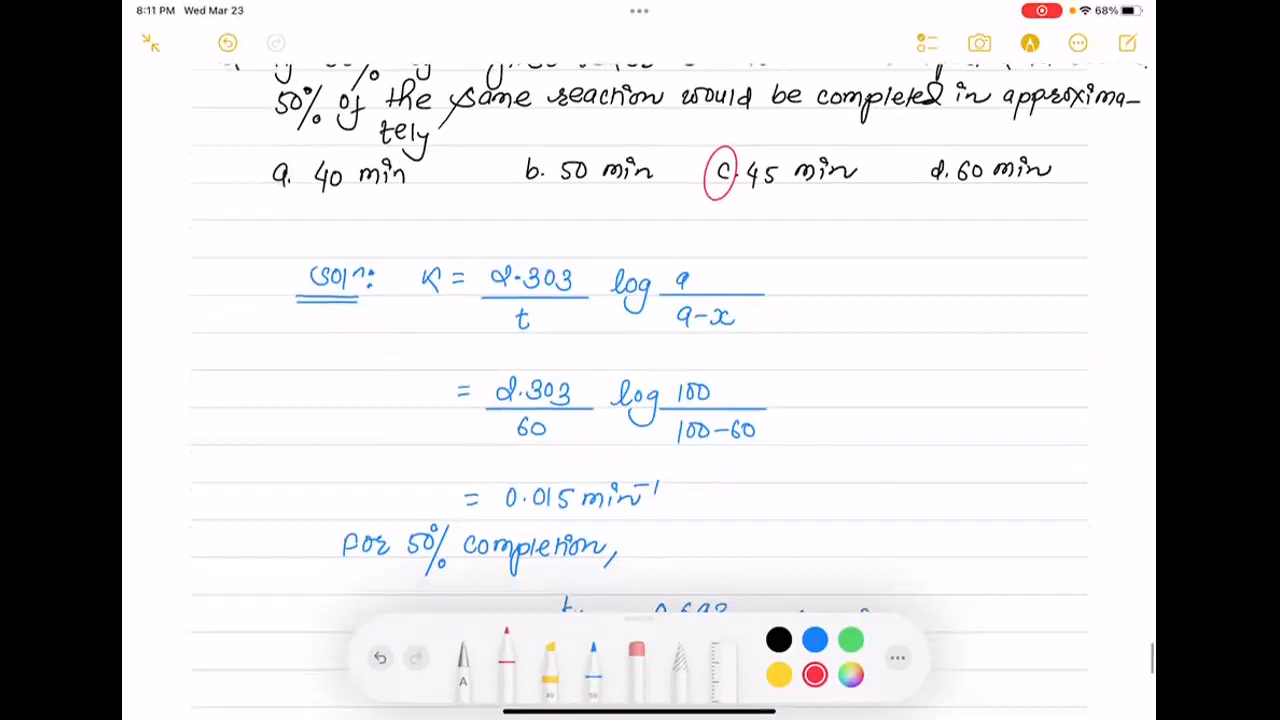 8:11 PM Wed Mar 23
68%
50% of the same reaction would be completed in approxima-
tely
a. 40 min b. 50 min c. 45 min d. 60 min
Soln: K = 2.303 / t log a / a-x
= 2.303 / 60 log 100 / 100-60
= 0.015 min⁻¹
For 50% completion,
A
80
50